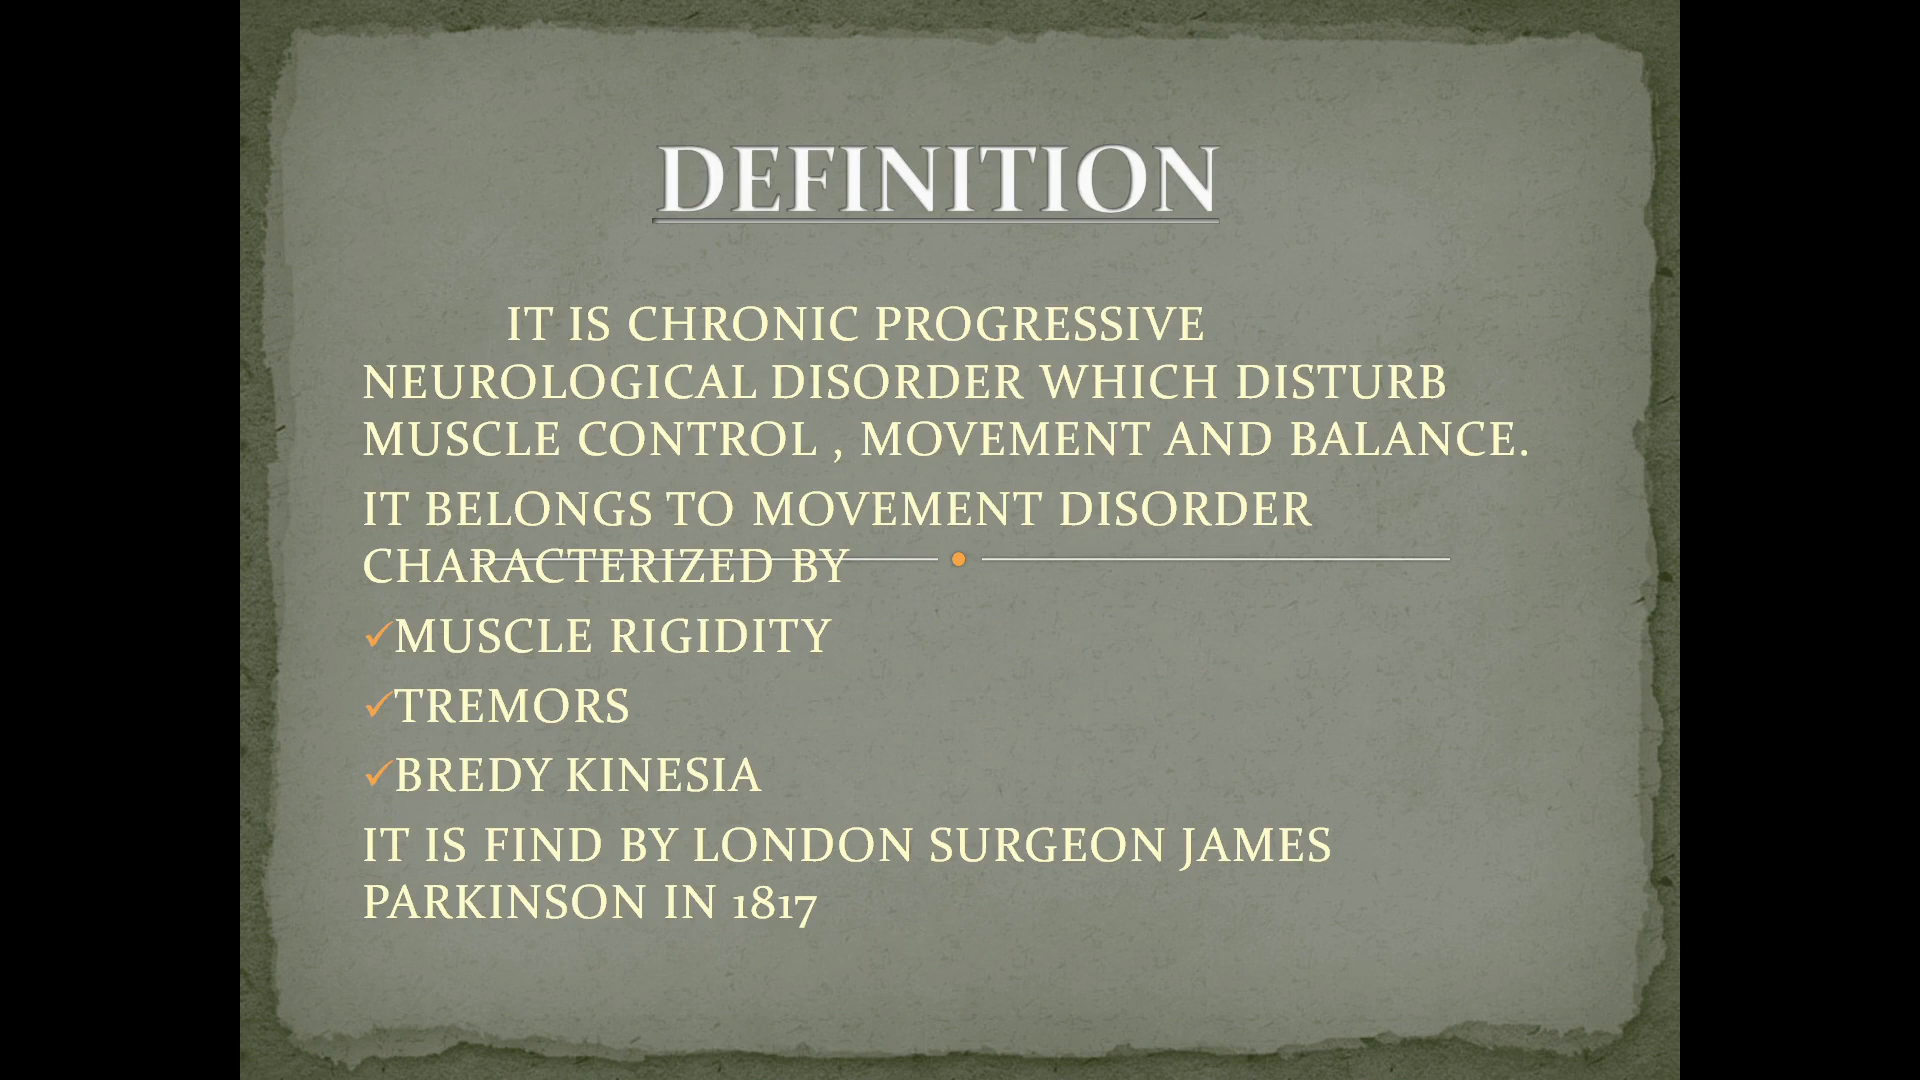 DEFINITION
IT IS CHRONIC PROGRESSIVE
NEUROLOGICAL DISORDER WHICH DISTURB
MUSCLE CONTROL , MOVEMENT AND BALANCE.
IT BELONGS TO MOVEMENT DISORDER
CHARACTERIZED BY
✓MUSCLE RIGIDITY
✓TREMORS
✓BREDY KINESIA
IT IS FIND BY LONDON SURGEON JAMES
PARKINSON IN 1817